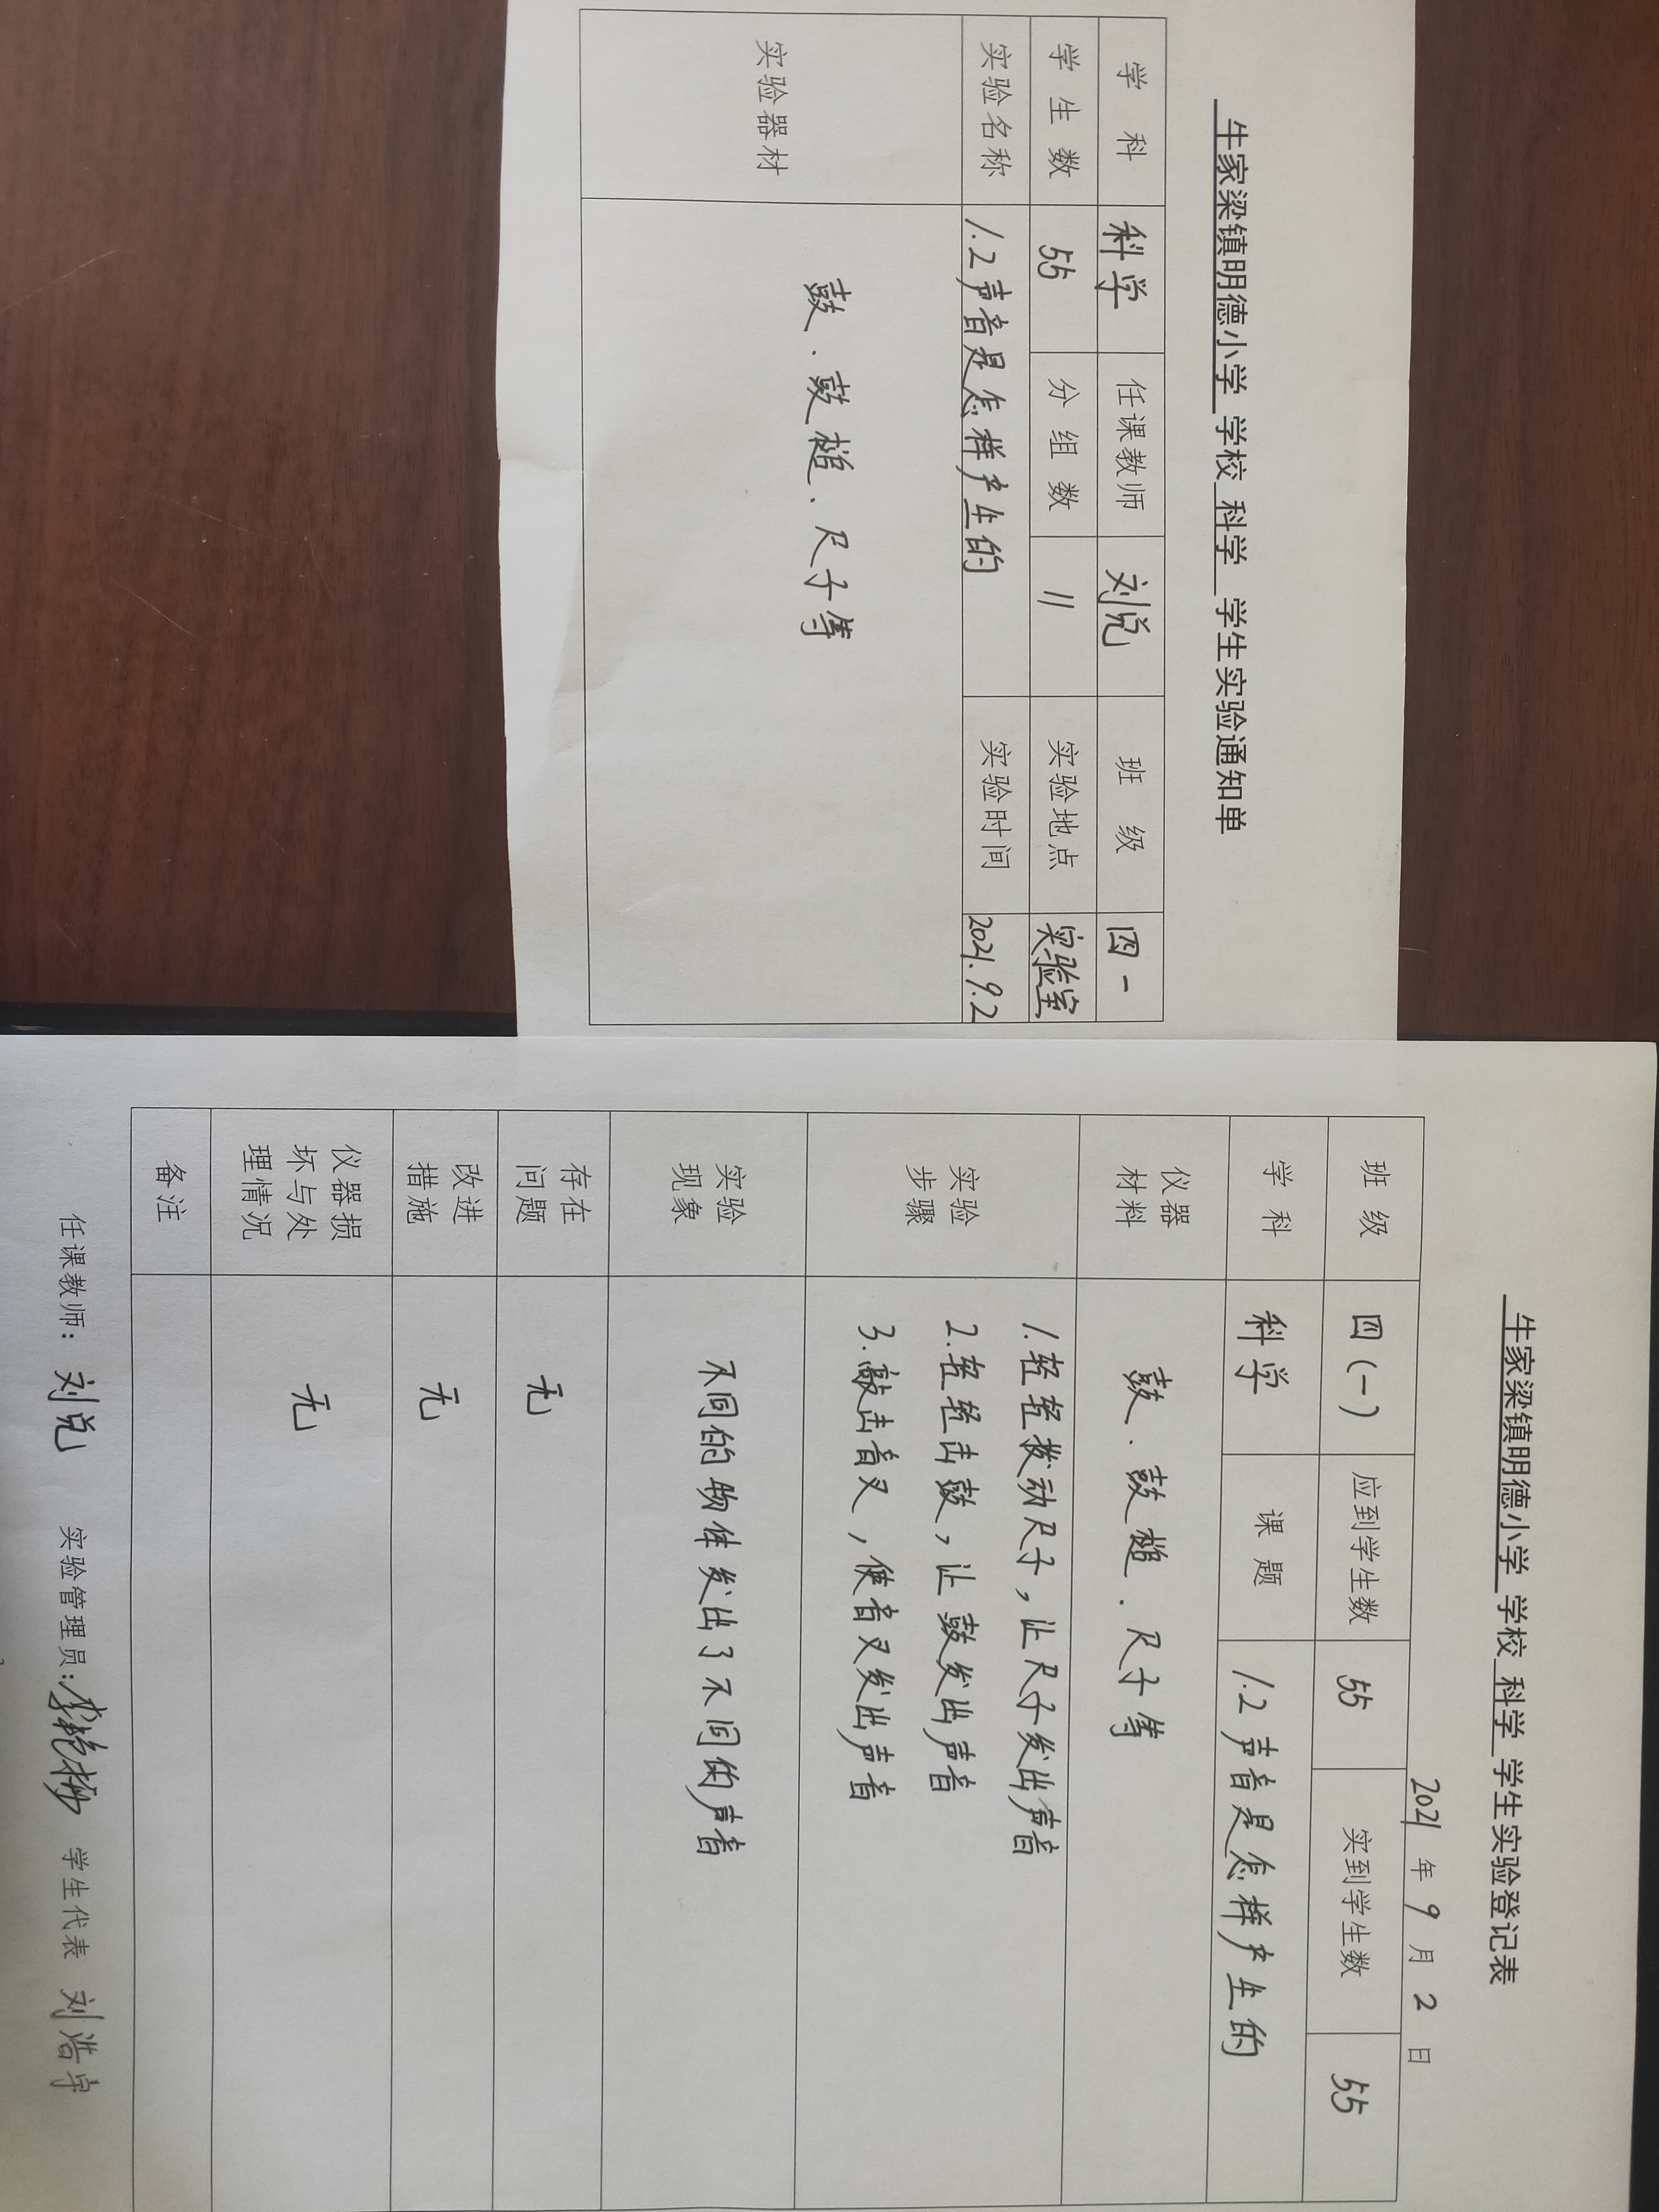 牛家梁镇明德小学 学校 科学 学生实验通知单
学 科 科学 任课教师 刘悦 班 级 四一
学 生 数 55 分 组 数 11 实验地点 实验室
实验名称 1.2声音是怎样产生的 实验时间 2021.9.2
实验器材 鼓、鼓槌、尺子等
牛家梁镇明德小学 学校 科学 学生实验登记表
2021 年 9 月 2 日
班 级 四(一) 应到学生数 55 实到学生数 55
学 科 科学 课 题 1.2声音是怎样产生的
仪器
材料
鼓、鼓槌、尺子等
实验
步骤
1.轻轻拨动尺子,让尺子发出声音
2.轻轻击鼓,让鼓发出声音
3.敲击音叉,使音叉发出声音
实验
现象
不同的物体发出了不同的声音
存在
问题
无
改进
措施
无
仪器损
坏与处
理情况
无
备注
任课教师: 刘悦 实验管理员: 学生代表 刘浩宇